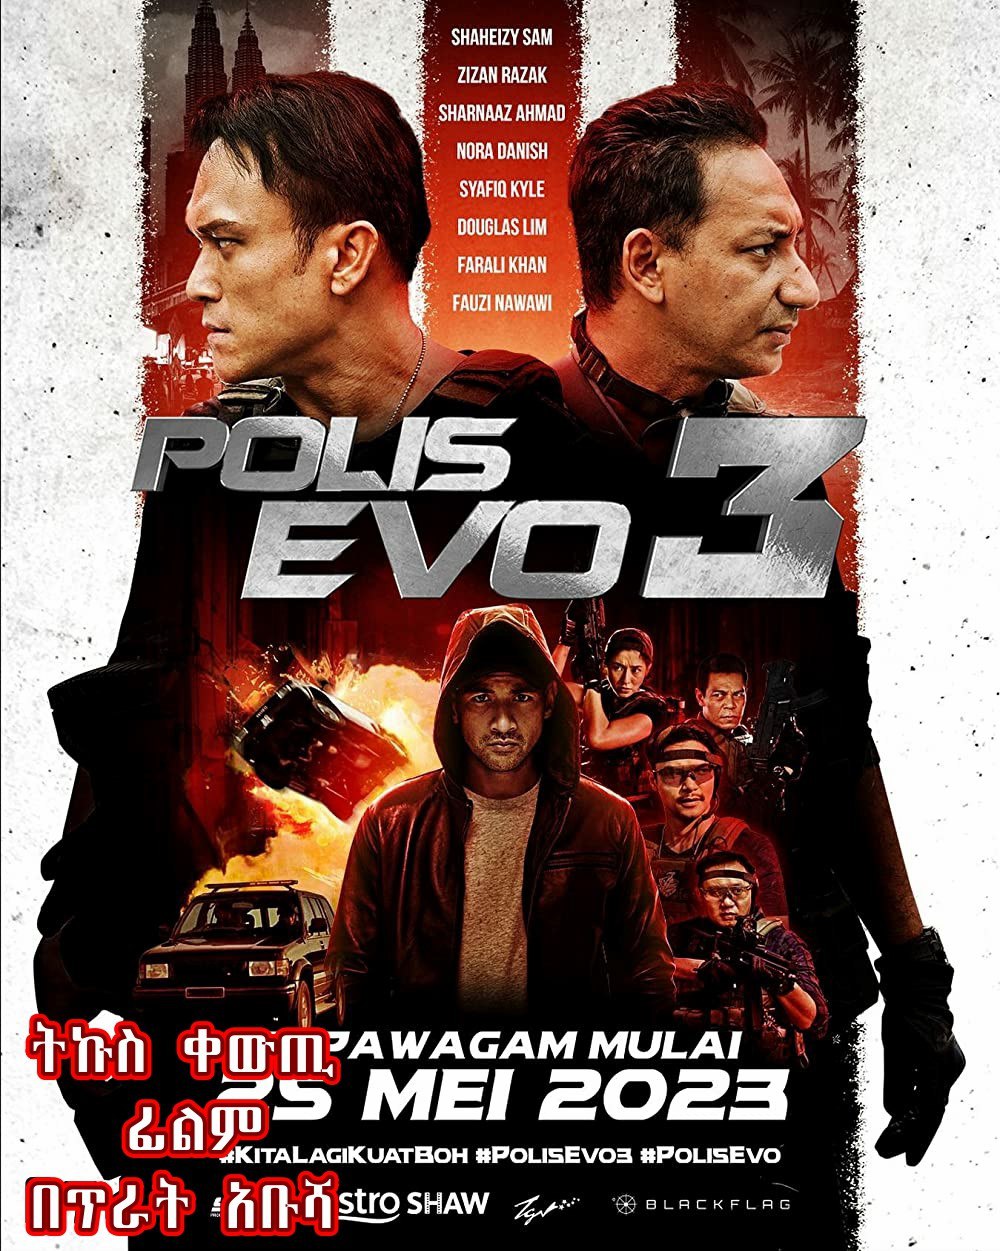 SHAHEIZY SAM
ZIZAN RAZAK
SHARNAAZ AHMAD
NORA DANISH
SYAFIQ KYLE
DOUGLAS LIM
FARALI KHAN
FAUZI NAWAWI
POLIS
EVO 3
PAWAGAM MULAI
25 MEI 2023
#KITALAGIKUATBOH #POLISEVO3 #POLISEVO
stro SHAW
BLACKFLAG
ትኩስ ቀውጢ
ፊልም
በጥራት አቡሻ